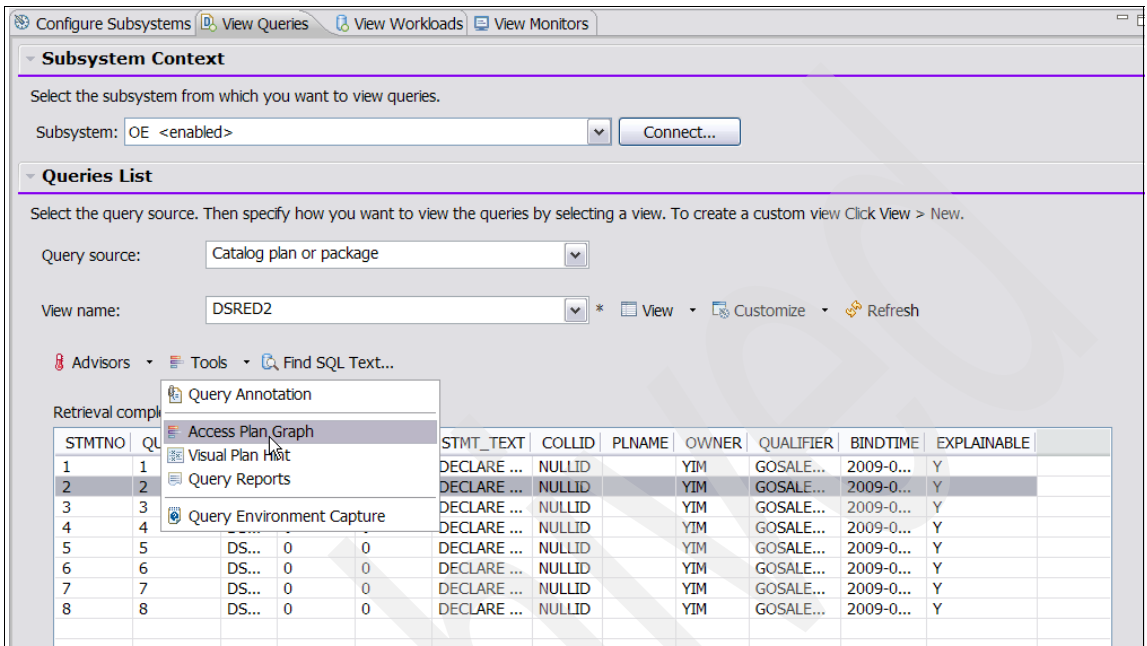 Configure Subsystems View Queries View Workloads View Monitors
Subsystem Context
Select the subsystem from which you want to view queries.
Subsystem: OE <enabled> Connect...
Queries List
Select the query source. Then specify how you want to view the queries by selecting a view. To create a custom view Click View > New.
Query source: Catalog plan or package
View name: DSRED2 * View Customize Refresh
Advisors Tools Find SQL Text...
Query Annotation
Retrieval
Access Plan Graph
STMTNO STMT_TEXT COLLID PLNAME OWNER QUALIFIER BINDTIME EXPLAINABLE
Visual Plan Hint
1 1 DECLARE ... NULLID YIM GOSALE... 2009-0... Y
Query Reports
2 2 DECLARE ... NULLID YIM GOSALE... 2009-0... Y
3 3 DECLARE ... NULLID YIM GOSALE... 2009-0... Y
Query Environment Capture
4 4 DECLARE ... NULLID YIM GOSALE... 2009-0... Y
5 5 DS... 0 0 DECLARE ... NULLID YIM GOSALE... 2009-0... Y
6 6 DS... 0 0 DECLARE ... NULLID YIM GOSALE... 2009-0... Y
7 7 DS... 0 0 DECLARE ... NULLID YIM GOSALE... 2009-0... Y
8 8 DS... 0 0 DECLARE ... NULLID YIM GOSALE... 2009-0... Y